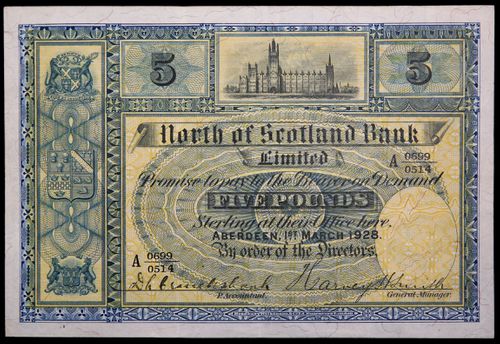 5 5
North of Scotland Bank
Limited
A 0699/0514
Promise to pay to the Bearer on Demand
FIVE POUNDS
Sterling at their Office here.
ABERDEEN, 1ST MARCH 1928.
By order of the Directors.
A 0699/0514
P. Accountant. General Manager.